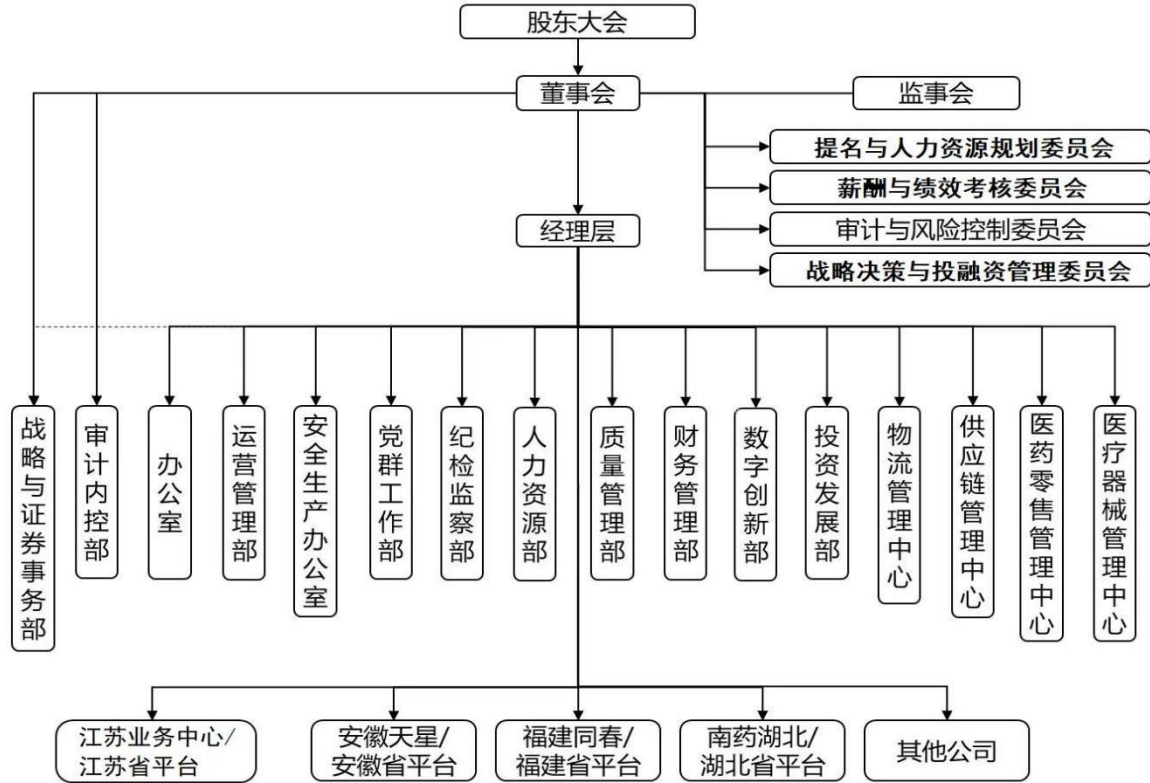 股东大会
董事会
监事会
提名与人力资源规划委员会
薪酬与绩效考核委员会
经理层
审计与风险控制委员会
战略决策与投融资管理委员会
战略与证券事务部
审计内控部
办公室
运营管理部
安全生产办公室
党群工作部
纪检监察部
人力资源部
质量管理部
财务管理部
数字创新部
投资发展部
物流管理中心
供应链管理中心
医药零售管理中心
医疗器械管理中心
江苏业务中心/
江苏省平台
安徽天星/
安徽省平台
福建同春/
福建省平台
南药湖北/
湖北省平台
其他公司